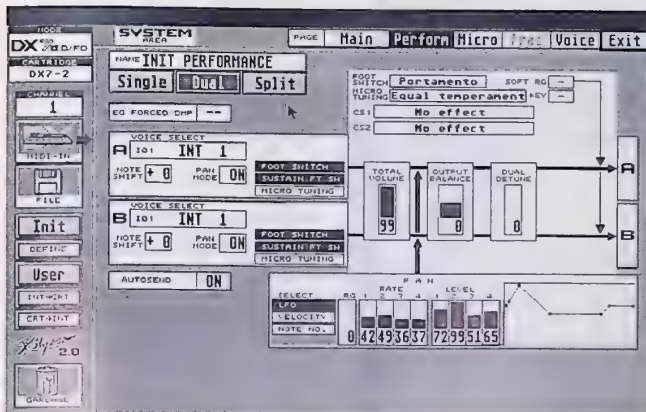 MODE
DX
CARTRIDGE
DX7-2
CHANNEL
1
MIDI-IN
FILE
Init
DEFINE
User
INT→CRT
CRT→INT
2.0
GARBAGE
SYSTEM
AREA
PAGE Main Perform Micro Frac Voice Exit
NAME INIT PERFORMANCE
Single Dual Split
EG FORCED DMP --
VOICE SELECT
A I01 INT 1
NOTE SHIFT + 0 PAN MODE ON
FOOT SWITCH
SUSTAIN FT SW
MICRO TUNING
VOICE SELECT
B I01 INT 1
NOTE SHIFT + 0 PAN MODE ON
FOOT SWITCH
SUSTAIN FT SW
MICRO TUNING
AUTOSEND ON
FOOT SWITCH Portamento SOFT RG -
MICRO TUNING Equal temperament KEY -
CS1 No effect
CS2 No effect
TOTAL VOLUME
99
OUTPUT BALANCE
0
DUAL DETUNE
0
A
B
PAN
SELECT RG RATE 1 2 3 4 LEVEL 1 2 3 4
LFO
VELOCITY
NOTE NO.
0 42 49 36 37 72 99 51 65